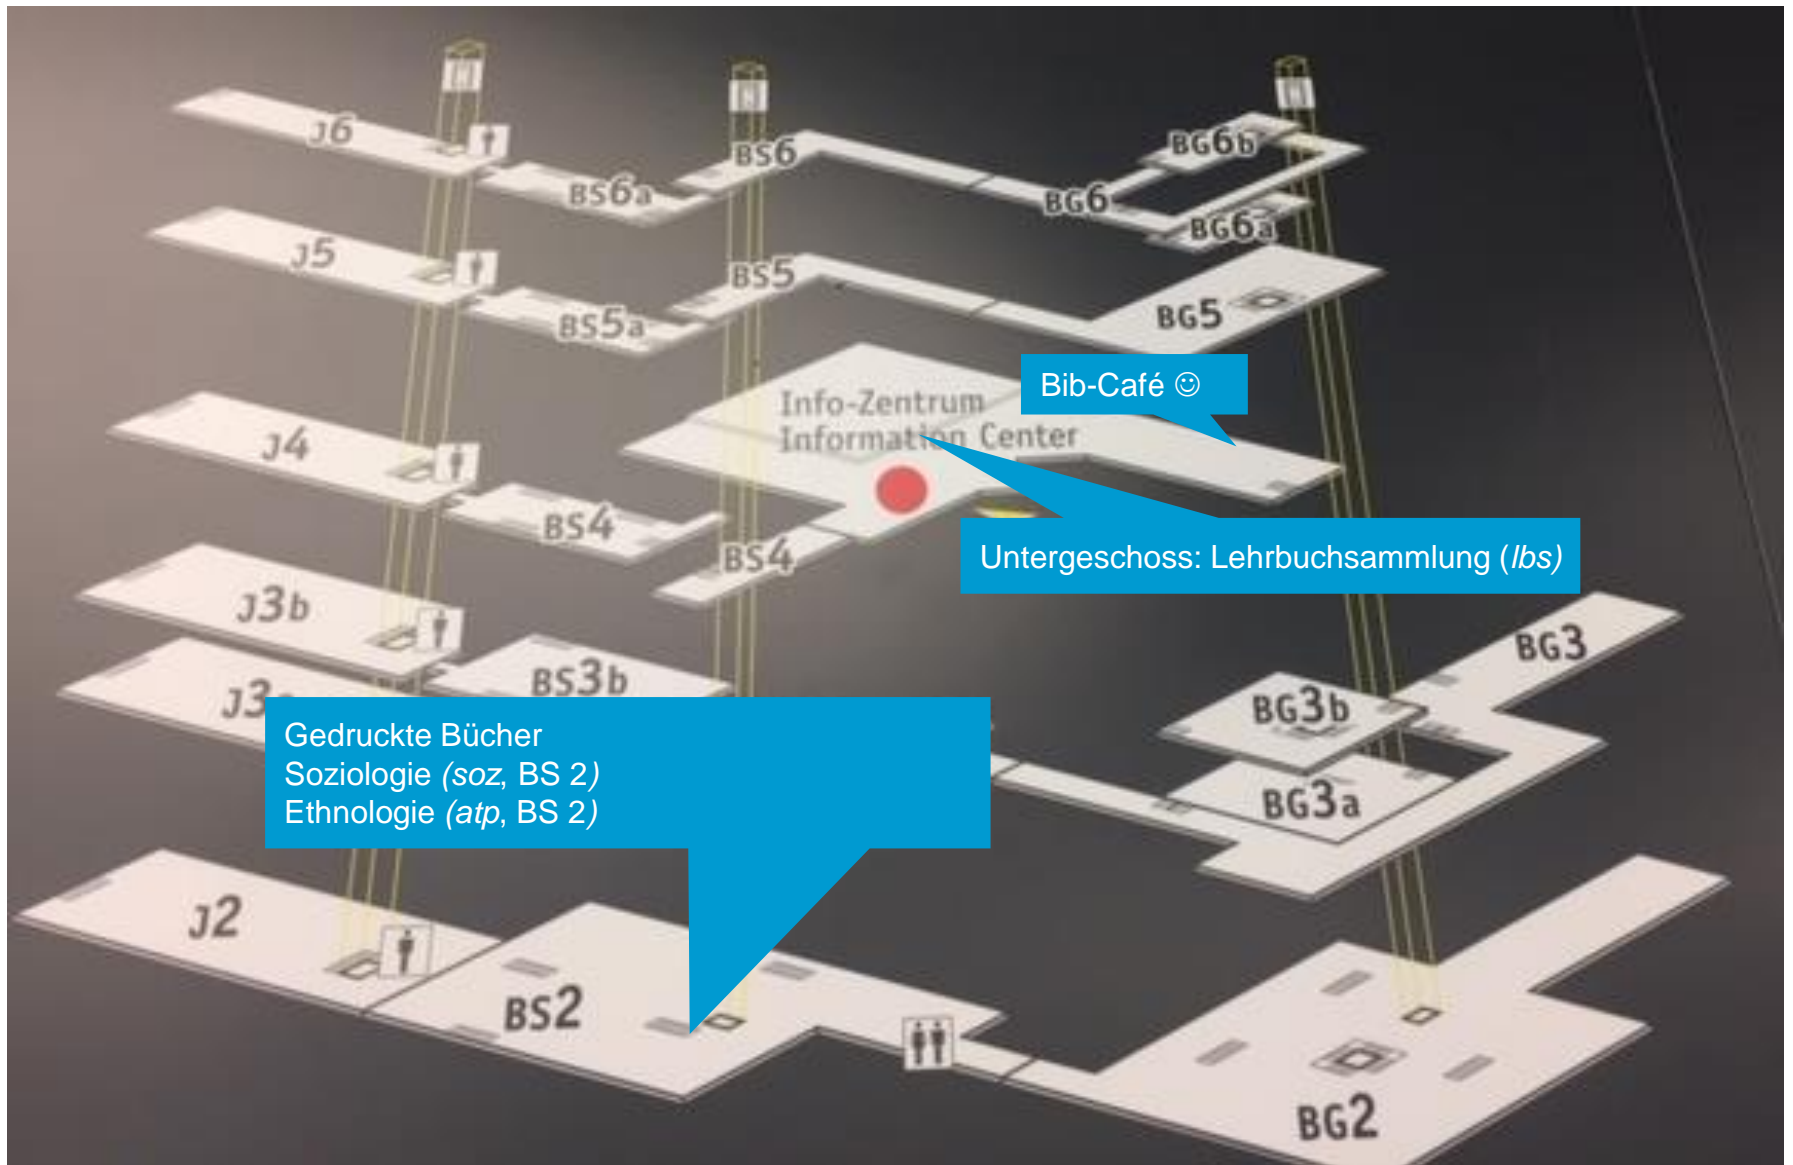 J6
BS6a
BS6
BG6
BG6b
BG6a
J5
BS5a
BS5
BG5
Bib-Café ☺
Info-Zentrum
Information Center
J4
BS4
BS4
Untergeschoss: Lehrbuchsammlung (lbs)
J3b
BS3b
BG3
BG3b
BG3a
J3
Gedruckte Bücher
Soziologie (soz, BS 2)
Ethnologie (atp, BS 2)
J2
BS2
BG2